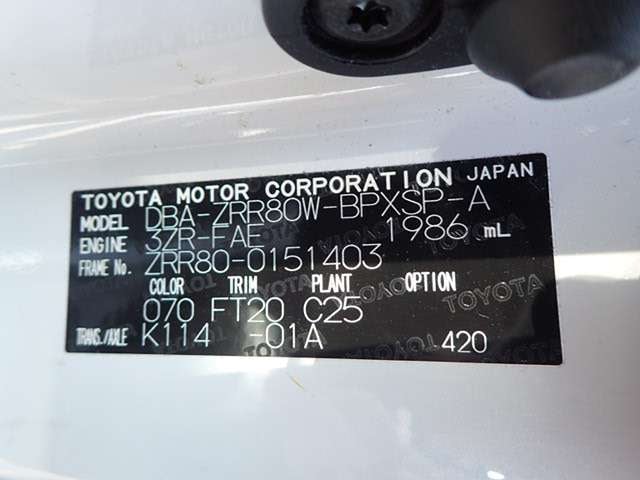 TOYOTA MOTOR CORPORATION JAPAN
MODEL DBA-ZRR80W-BPXSP-A
ENGINE 3ZR-FAE 1986 mL
FRAME No. ZRR80-0151403
COLOR TRIM PLANT OPTION
070 FT20 C25
TRANS./AXLE K114 -01A 420